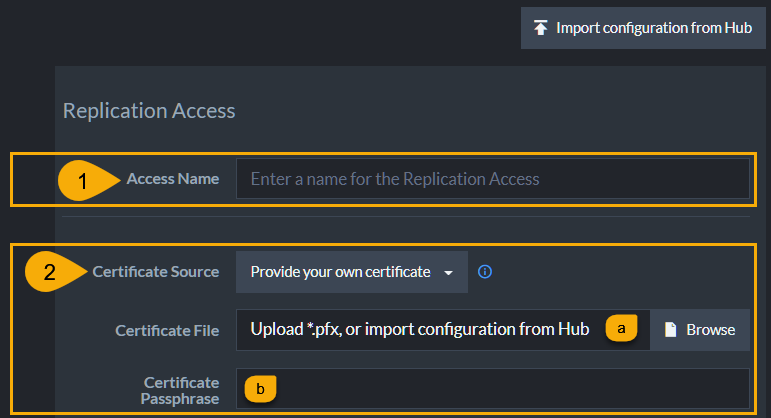 Import configuration from Hub
Replication Access
1
Access Name
Enter a name for the Replication Access
2
Certificate Source
Provide your own certificate
Certificate File
Upload *.pfx, or import configuration from Hub
a
Browse
Certificate
Passphrase
b